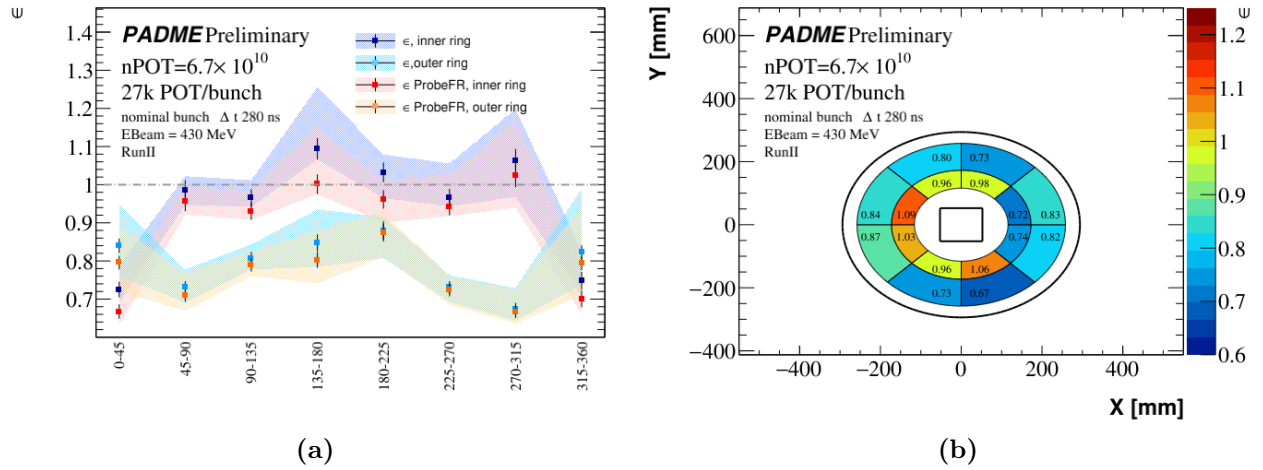 ∈
1.4
1.3
1.2
1.1
1
0.9
0.8
0.7
PADME Preliminary
nPOT=6.7× 10^10
27k POT/bunch
nominal bunch Δ t 280 ns
EBeam = 430 MeV
RunII
∈, inner ring
∈,outer ring
∈ ProbeFR, inner ring
∈ ProbeFR, outer ring
0-45
45-90
90-135
135-180
180-225
225-270
270-315
315-360
(a)
Y [mm]
600
400
200
0
−200
−400
PADME Preliminary
nPOT=6.7× 10^10
27k POT/bunch
nominal bunch Δ t 280 ns
EBeam = 430 MeV
RunII
0.80 0.73
0.96 0.98
0.84 1.09 0.72 0.83
0.87 1.03 0.74 0.82
0.96 1.06
0.73 0.67
−400 −200 0 200 400
X [mm]
∈
1.2
1.1
1
0.9
0.8
0.7
0.6
(b)